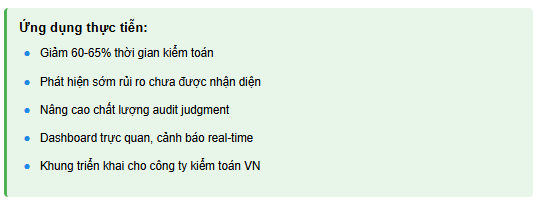 Ứng dụng thực tiễn:
Giảm 60-65% thời gian kiểm toán
Phát hiện sớm rủi ro chưa được nhận diện
Nâng cao chất lượng audit judgment
Dashboard trực quan, cảnh báo real-time
Khung triển khai cho công ty kiểm toán VN